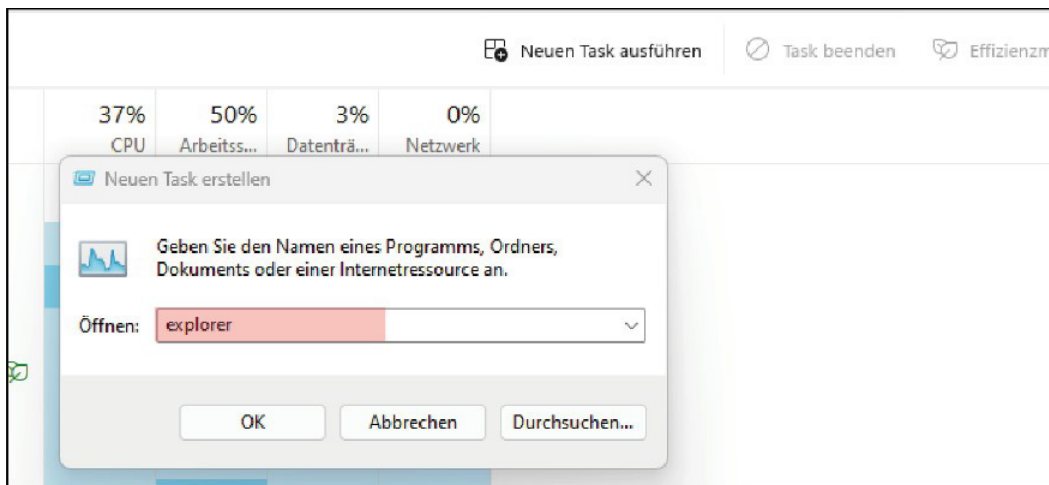 Neuen Task ausführen Task beenden
37% 50% 3% 0%
CPU Arbeitss... Datenträ... Netzwerk
Neuen Task erstellen
Geben Sie den Namen eines Programms, Ordners,
Dokuments oder einer Internetressource an.
Öffnen: explorer
OK Abbrechen Durchsuchen...